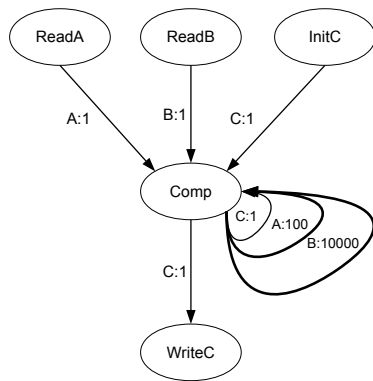 ReadA
ReadB
InitC
A:1
B:1
C:1
Comp
C:1
A:100
B:10000
C:1
WriteC